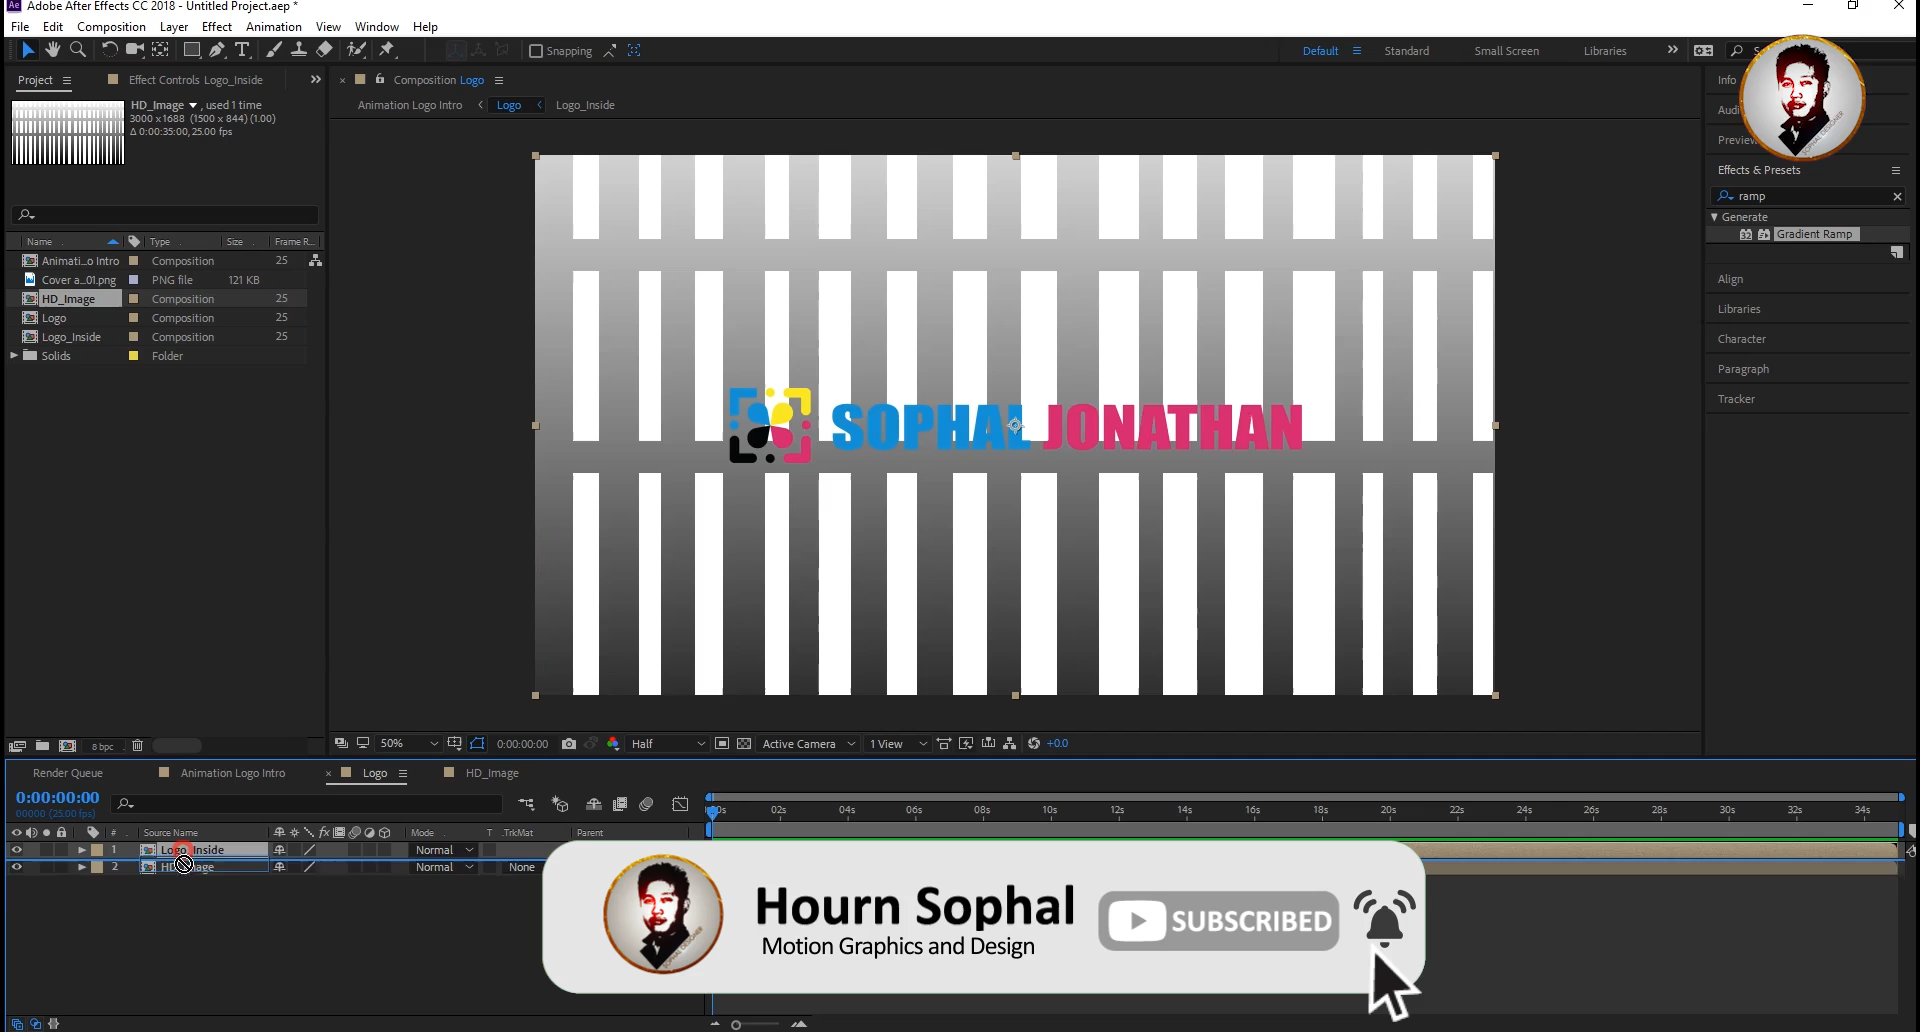 Adobe After Effects CC 2018 - Untitled Project.aep *
File Edit Composition Layer Effect Animation View Window Help
Snapping
Default Standard Small Screen Libraries
Project Effect Controls Logo_Inside
HD_Image , used 1 time
3000 x 1688 (1500 x 844) (1.00)
Δ 0:00:35:00, 25.00 fps
Name Type Size Frame R...
Animati...o Intro Composition 25
Cover a...01.png PNG file 121 KB
HD_Image Composition 25
Logo Composition 25
Logo_Inside Composition 25
Solids Folder
8 bpc
Composition Logo
Animation Logo Intro Logo Logo_Inside
SOPHAL JONATHAN
50% 0:00:00:00 Half Active Camera 1 View +0.0
Info
Preview
Effects & Presets
ramp
Generate
32 Gradient Ramp
Align
Libraries
Character
Paragraph
Tracker
Render Queue Animation Logo Intro Logo HD_Image
0:00:00:00
00000 (25.00 fps)
# Source Name fx Mode T .TrkMat Parent
02s 04s 06s 08s 10s 12s 14s 16s 18s 20s 22s 24s 26s 28s 30s 32s 34s
1 Logo_Inside Normal
2 HD_Image Normal None
Hourn Sophal
Motion Graphics and Design
SUBSCRIBED